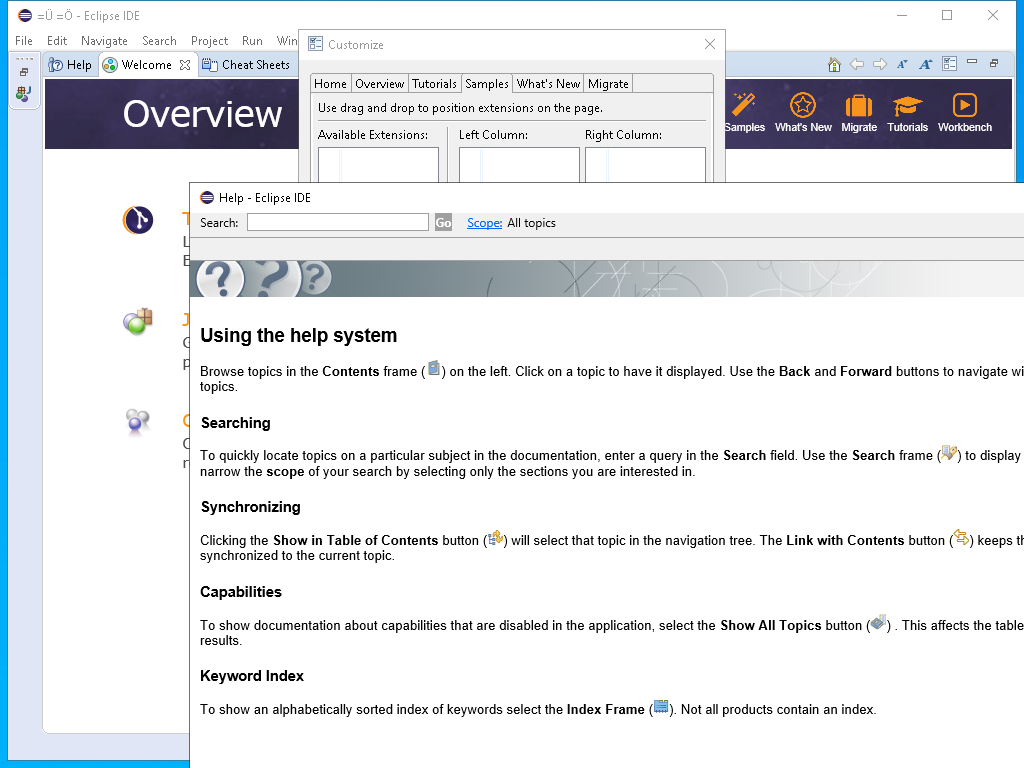 =Ü =Ö - Eclipse IDE
File Edit Navigate Search Project Run Win
Customize
Help Welcome Cheat Sheets
Home Overview Tutorials Samples What's New Migrate
Use drag and drop to position extensions on the page.
Overview
Samples What's New Migrate Tutorials Workbench
Available Extensions: Left Column: Right Column:
Help - Eclipse IDE
Search: Go Scope: All topics
Using the help system
Browse topics in the Contents frame ( ) on the left. Click on a topic to have it displayed. Use the Back and Forward buttons to navigate wi
topics.
Searching
To quickly locate topics on a particular subject in the documentation, enter a query in the Search field. Use the Search frame ( ) to display
narrow the scope of your search by selecting only the sections you are interested in.
Synchronizing
Clicking the Show in Table of Contents button ( ) will select that topic in the navigation tree. The Link with Contents button ( ) keeps th
synchronized to the current topic.
Capabilities
To show documentation about capabilities that are disabled in the application, select the Show All Topics button ( ) . This affects the table
results.
Keyword Index
To show an alphabetically sorted index of keywords select the Index Frame ( ). Not all products contain an index.